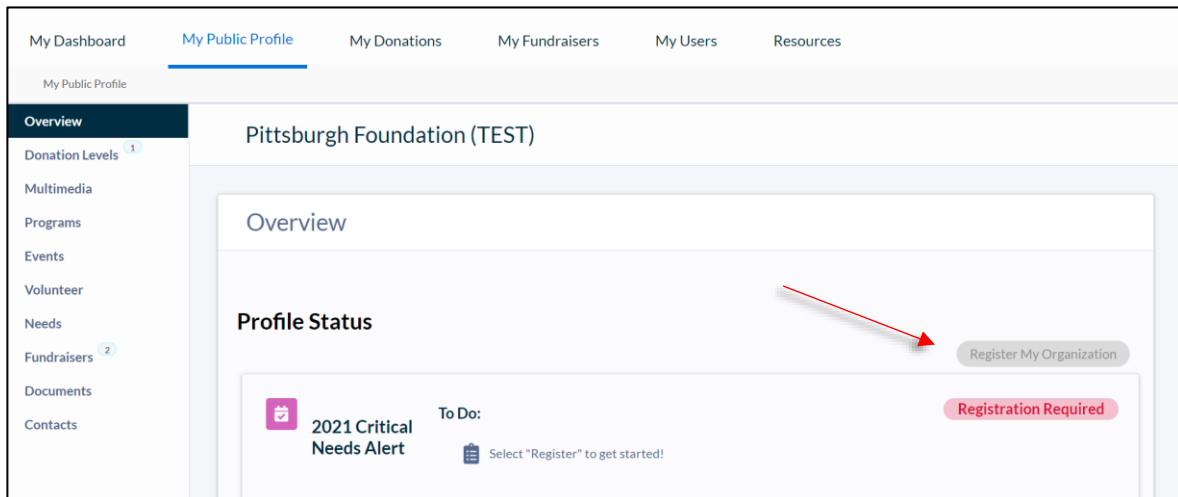 My Dashboard My Public Profile My Donations My Fundraisers My Users Resources
My Public Profile
Overview
Donation Levels 1
Multimedia
Programs
Events
Volunteer
Needs
Fundraisers 2
Documents
Contacts
Pittsburgh Foundation (TEST)
Overview
Profile Status
Register My Organization
2021 Critical
Needs Alert
To Do:
Select "Register" to get started!
Registration Required